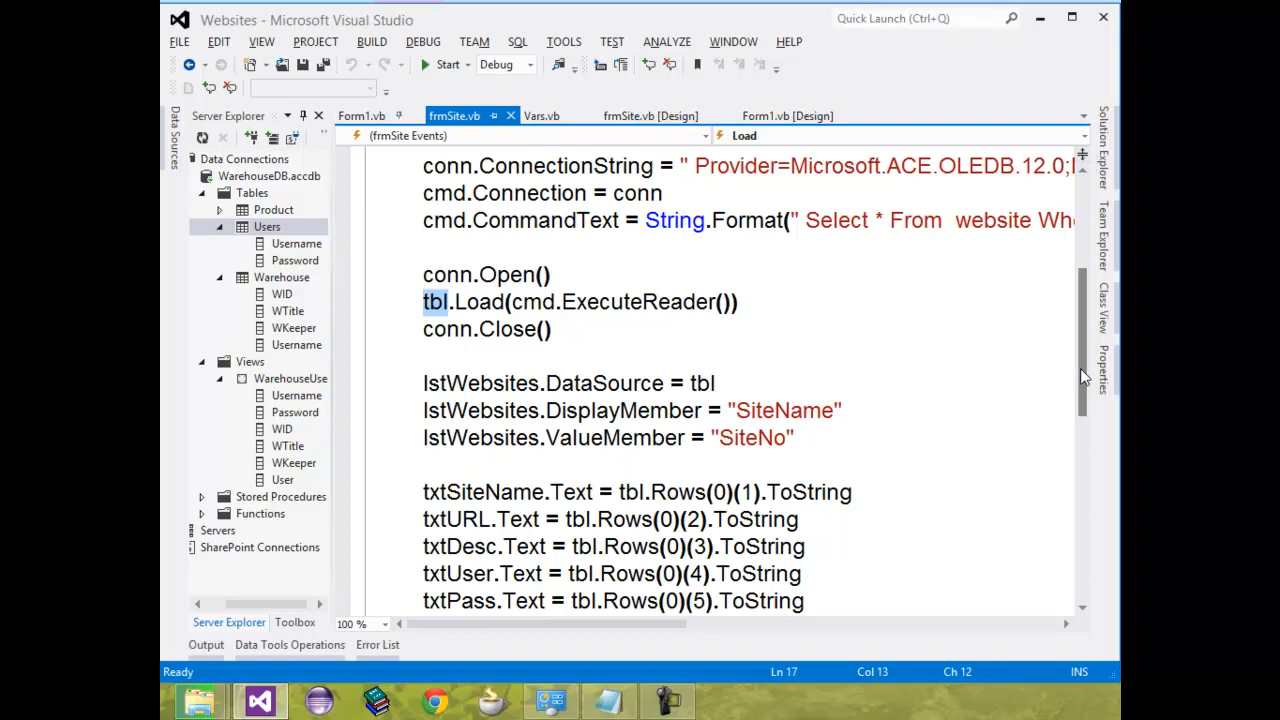 Websites - Microsoft Visual Studio
Quick Launch (Ctrl+Q)
FILE EDIT VIEW PROJECT BUILD DEBUG TEAM SQL TOOLS TEST ANALYZE WINDOW HELP
Start Debug
Server Explorer
Form1.vb frmSite.vb Vars.vb frmSite.vb [Design] Form1.vb [Design]
(frmSite Events) Load
Data Sources
Data Connections
WarehouseDB.accdb
Tables
Product
Users
Username
Password
Warehouse
WID
WTitle
WKeeper
Username
Views
WarehouseUse
Username
Password
WID
WTitle
WKeeper
User
Stored Procedures
Functions
Servers
SharePoint Connections
Server Explorer Toolbox
conn.ConnectionString = " Provider=Microsoft.ACE.OLEDB.12.0;
cmd.Connection = conn
cmd.CommandText = String.Format(" Select * From website Whe
conn.Open()
tbl.Load(cmd.ExecuteReader())
conn.Close()
lstWebsites.DataSource = tbl
lstWebsites.DisplayMember = "SiteName"
lstWebsites.ValueMember = "SiteNo"
txtSiteName.Text = tbl.Rows(0)(1).ToString
txtURL.Text = tbl.Rows(0)(2).ToString
txtDesc.Text = tbl.Rows(0)(3).ToString
txtUser.Text = tbl.Rows(0)(4).ToString
txtPass.Text = tbl.Rows(0)(5).ToString
100 %
Solution Explorer
Team Explorer
Class View
Properties
Output Data Tools Operations Error List
Ready Ln 17 Col 13 Ch 12 INS